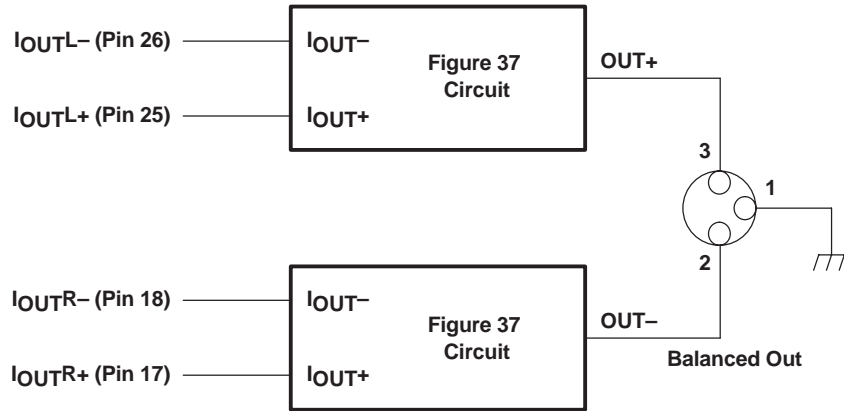 IOUTL– (Pin 26)
IOUT–
Figure 37
Circuit
OUT+
IOUTL+ (Pin 25)
IOUT+
3
1
2
IOUTR– (Pin 18)
IOUT–
Figure 37
Circuit
OUT–
Balanced Out
IOUTR+ (Pin 17)
IOUT+